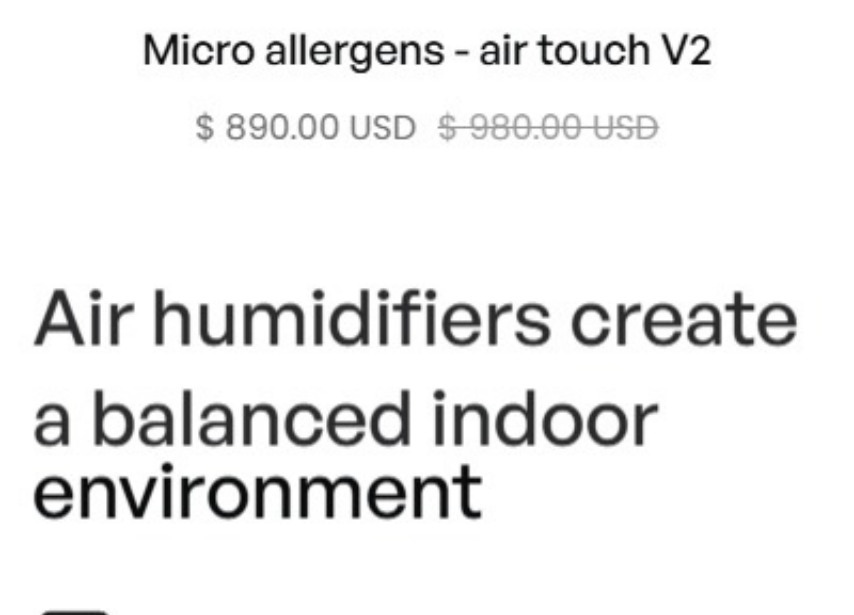 Micro allergens - air touch V2
$ 890.00 USD $ 980.00 USD
Air humidifiers create
a balanced indoor
environment